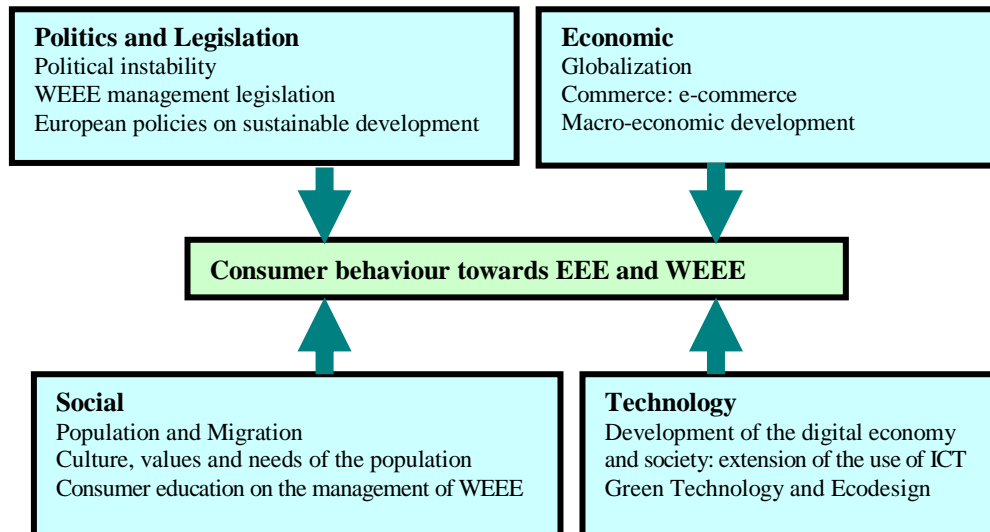 Politics and Legislation
Political instability
WEEE management legislation
European policies on sustainable development
Economic
Globalization
Commerce: e-commerce
Macro-economic development
Consumer behaviour towards EEE and WEEE
Social
Population and Migration
Culture, values and needs of the population
Consumer education on the management of WEEE
Technology
Development of the digital economy
and society: extension of the use of ICT
Green Technology and Ecodesign